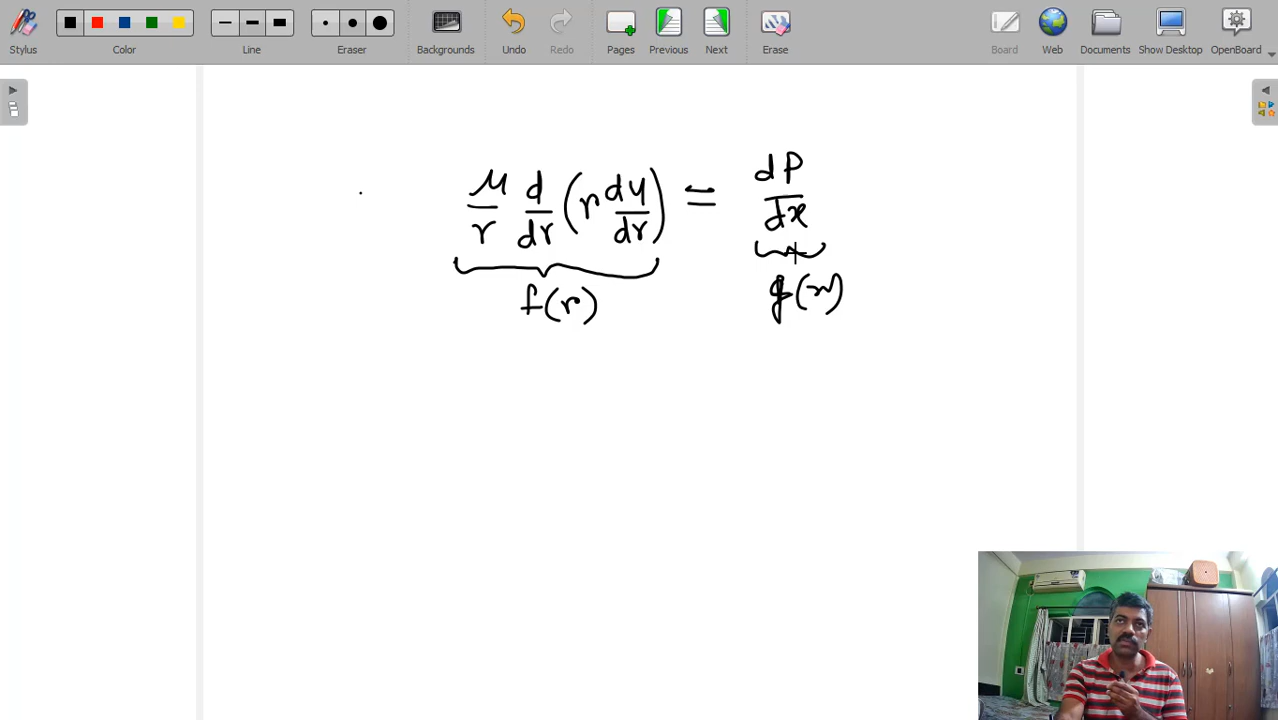 Stylus Color Line Eraser Backgrounds Undo Redo Pages Previous Next Erase Board Web Documents Show Desktop OpenBoard
μ/r d/dr (r du/dr) = dP/dx
f(r) g(x)